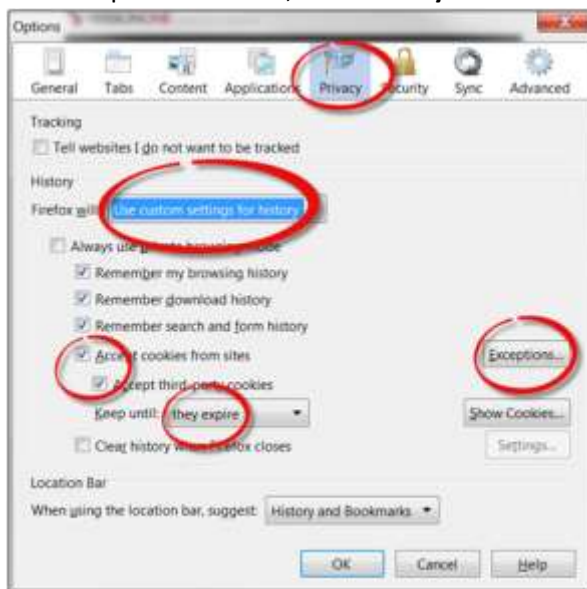 Options
General Tabs Content Applications Privacy Security Sync Advanced
Tracking
Tell websites I do not want to be tracked
History
Firefox will: Use custom settings for history
Always use private browsing mode
Remember my browsing history
Remember download history
Remember search and form history
Accept cookies from sites Exceptions...
Accept third-party cookies
Keep until: they expire Show Cookies...
Clear history when Firefox closes Settings...
Location Bar
When using the location bar, suggest: History and Bookmarks
OK Cancel Help